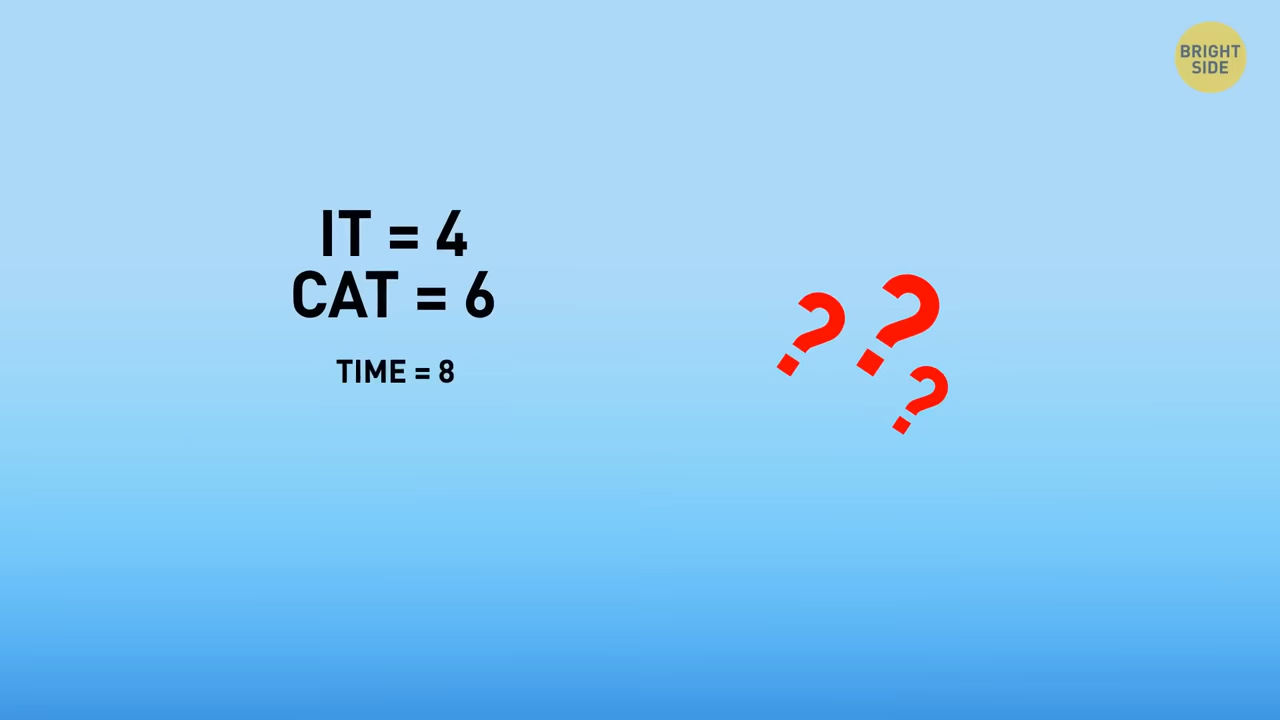 BRIGHT
SIDE
IT = 4
CAT = 6
TIME = 8
? ? ?